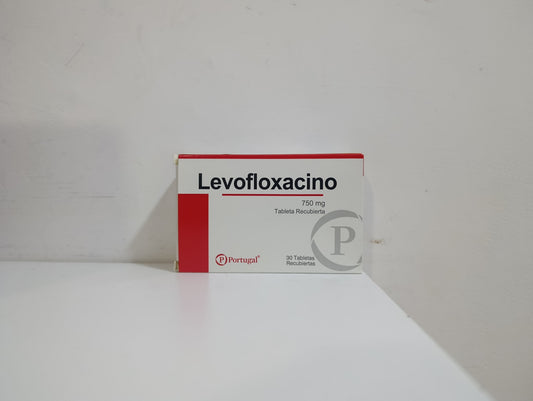 Levofloxacino
750 mg
Tableta Recubierta
P
P Portugal®
30 Tabletas
Recubiertas